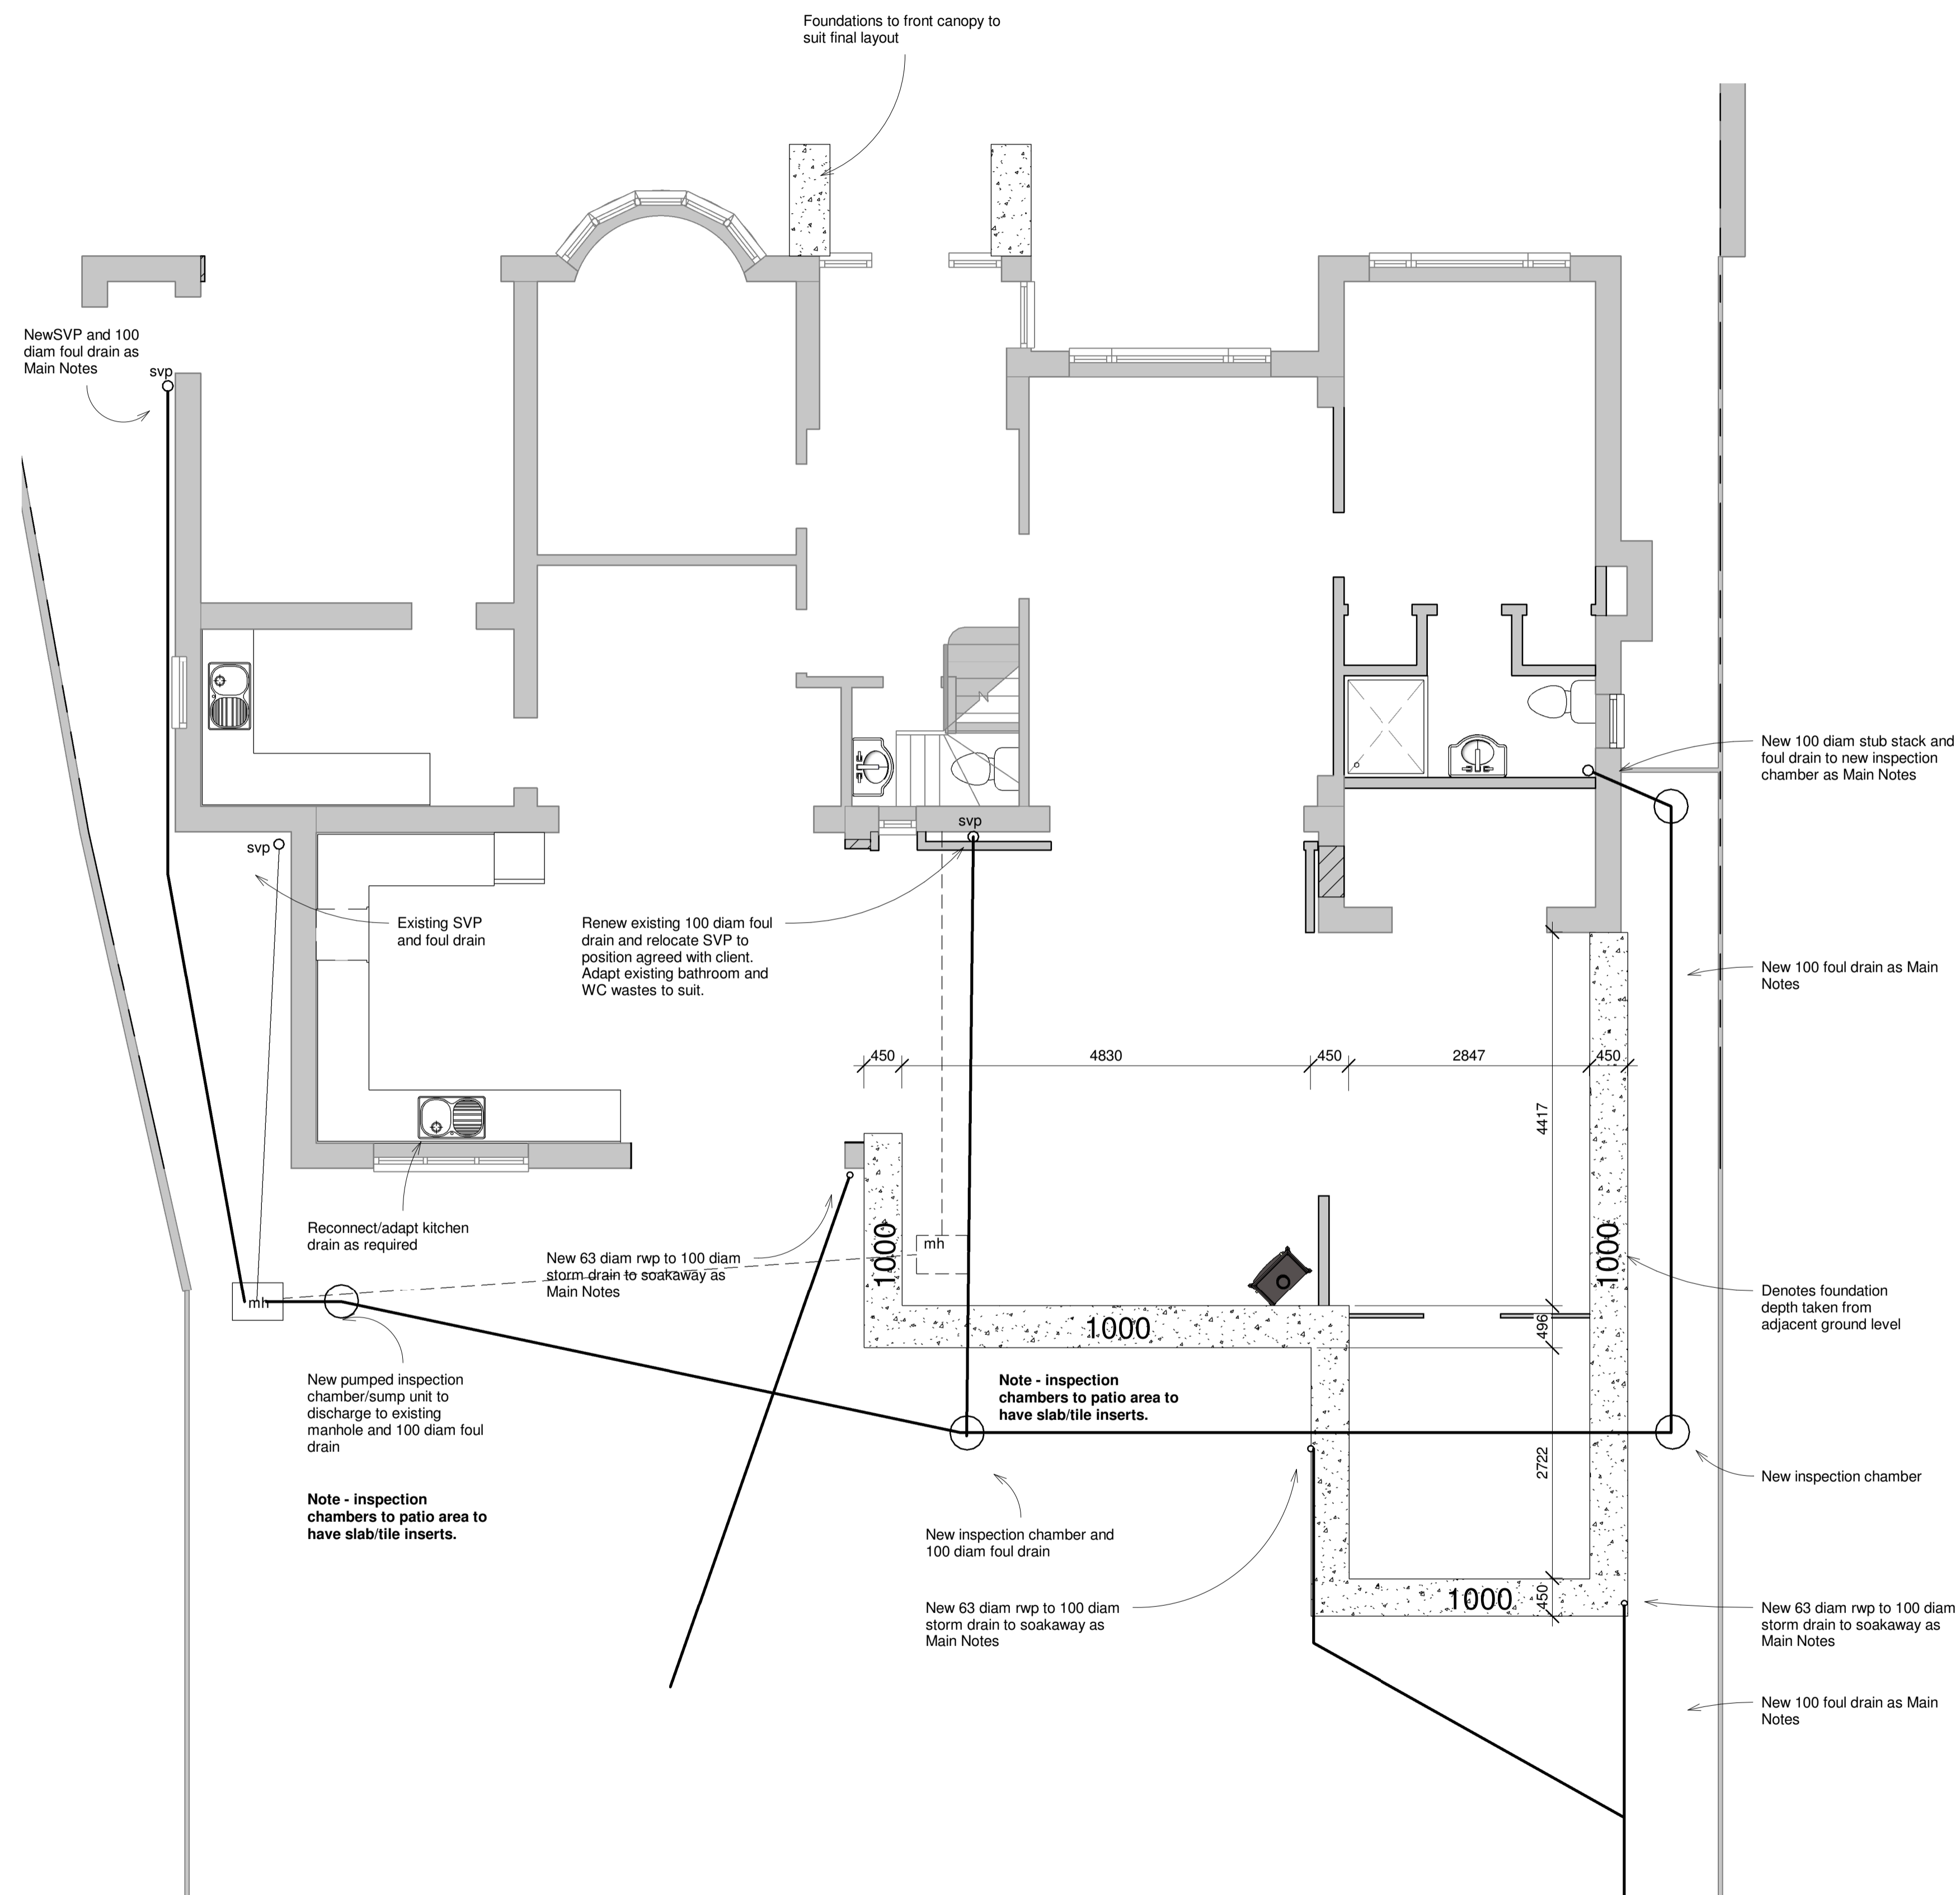 Foundations to front canopy to
suit final layout
NewSVP and 100
diam foul drain as
Main Notes
svp
New 100 diam stub stack and
foul drain to new inspection
chamber as Main Notes
svp
svp
Existing SVP
and foul drain
Renew existing 100 diam foul
drain and relocate SVP to
position agreed with client.
Adapt existing bathroom and
WC wastes to suit.
New 100 foul drain as Main
Notes
450
4830
450
2847
450
4417
Reconnect/adapt kitchen
drain as required
New 63 diam rwp to 100 diam
storm drain to soakaway as
Main Notes
1000
mh
1000
Denotes foundation
depth taken from
adjacent ground level
mh
1000
496
New pumped inspection
chamber/sump unit to
discharge to existing
manhole and 100 diam foul
drain
Note - inspection
chambers to patio area to
have slab/tile inserts.
Note - inspection
chambers to patio area to
have slab/tile inserts.
2722
New inspection chamber
New inspection chamber and
100 diam foul drain
New 63 diam rwp to 100 diam
storm drain to soakaway as
Main Notes
1000
450
New 63 diam rwp to 100 diam
storm drain to soakaway as
Main Notes
New 100 foul drain as Main
Notes